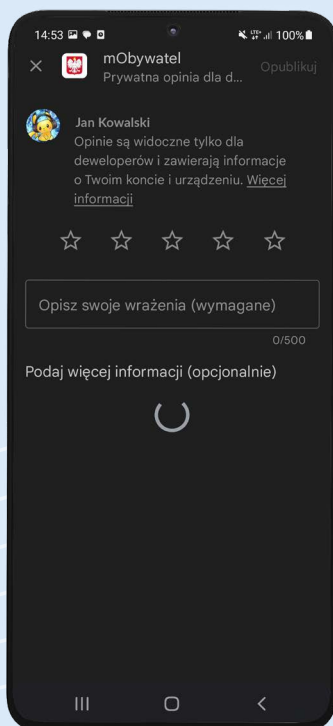 14:53
100%
mObywatel
Prywatna opinia dla d...
Opublikuj
Jan Kowalski
Opinie są widoczne tylko dla
deweloperów i zawierają informacje
o Twoim koncie i urządzeniu. Więcej
informacji
Opisz swoje wrażenia (wymagane)
0/500
Podaj więcej informacji (opcjonalnie)